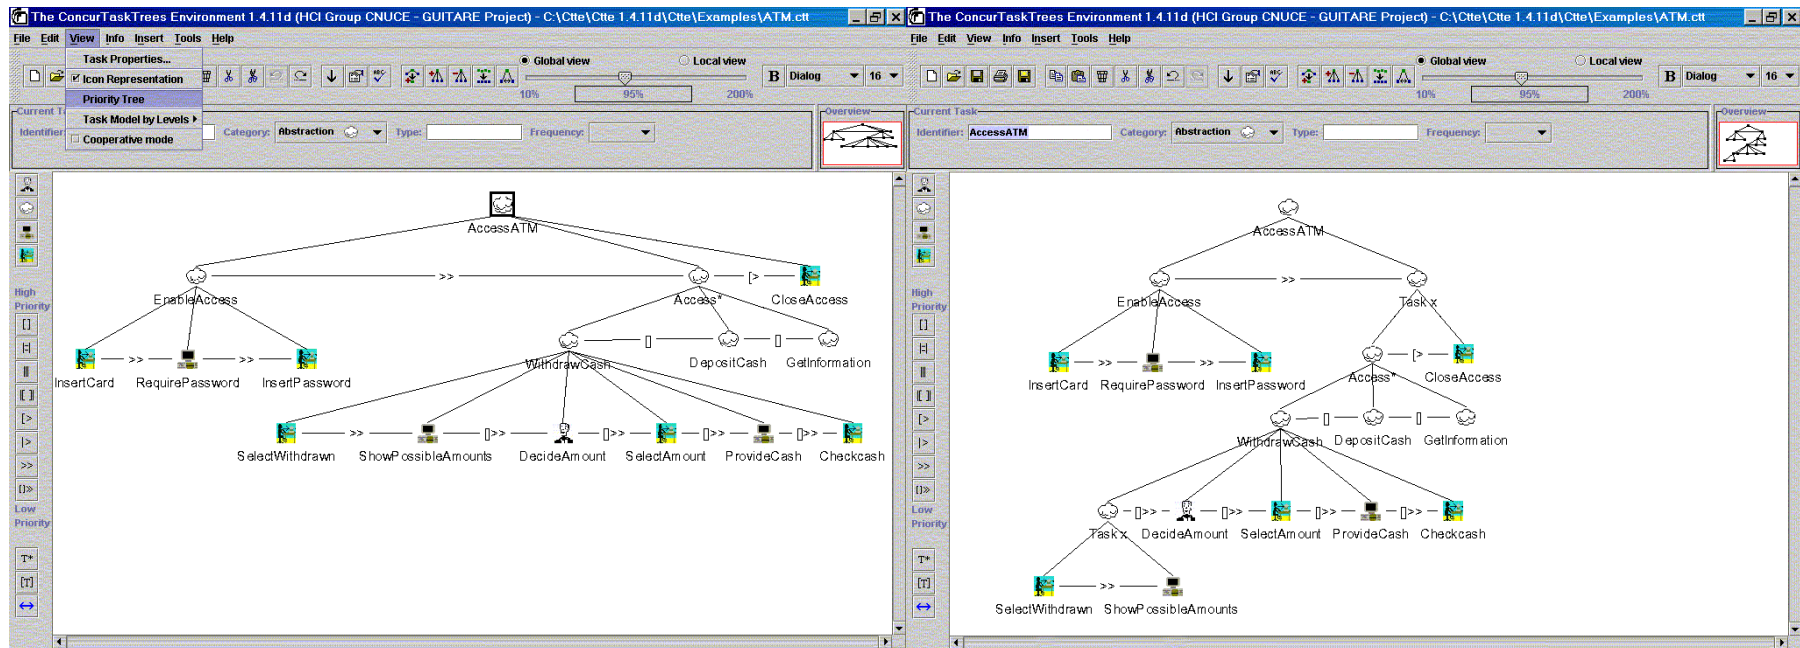 The ConcurTaskTrees Environment 1.4.11d (HCI Group CNUCE - GUITARE Project) - C:\Ctte\Ctte 1.4.11d\Ctte\Examples\ATM.ctt
File Edit View Info Insert Tools Help
Task Properties...
Icon Representation
Priority Tree
Task Model by Levels
Cooperative mode
Global view
Local view
10% 95% 200%
B Dialog 16
Current Ta
Identifier:
Category: Abstraction
Type:
Frequency:
Overview
High
Priority
[]
|=|
|||
|[]|
[>
|>
>>
[]>>
Low
Priority
T*
[T]
AccessATM
>>
[>
EnableAccess
Access*
CloseAccess
>>
>>
[]
[]
InsertCard
RequirePassword
InsertPassword
WithdrawCash
DepositCash
GetInformation
>>
[]>>
[]>>
[]>>
[]>>
SelectWithdrawn
ShowPossibleAmounts
DecideAmount
SelectAmount
ProvideCash
Checkcash
The ConcurTaskTrees Environment 1.4.11d (HCI Group CNUCE - GUITARE Project) - C:\Ctte\Ctte 1.4.11d\Ctte\Examples\ATM.ctt
File Edit View Info Insert Tools Help
Global view
Local view
10% 95% 200%
B Dialog 16
Current Task
Identifier: AccessATM
Category: Abstraction
Type:
Frequency:
Overview
High
Priority
[]
|=|
|||
|[]|
[>
|>
>>
[]>>
Low
Priority
T*
[T]
AccessATM
>>
EnableAccess
Task x
>>
>>
[>
InsertCard
RequirePassword
InsertPassword
Access*
CloseAccess
[]
[]
WithdrawCash
DepositCash
GetInformation
[]>>
[]>>
[]>>
[]>>
Task x
DecideAmount
SelectAmount
ProvideCash
Checkcash
>>
SelectWithdrawn
ShowPossibleAmounts